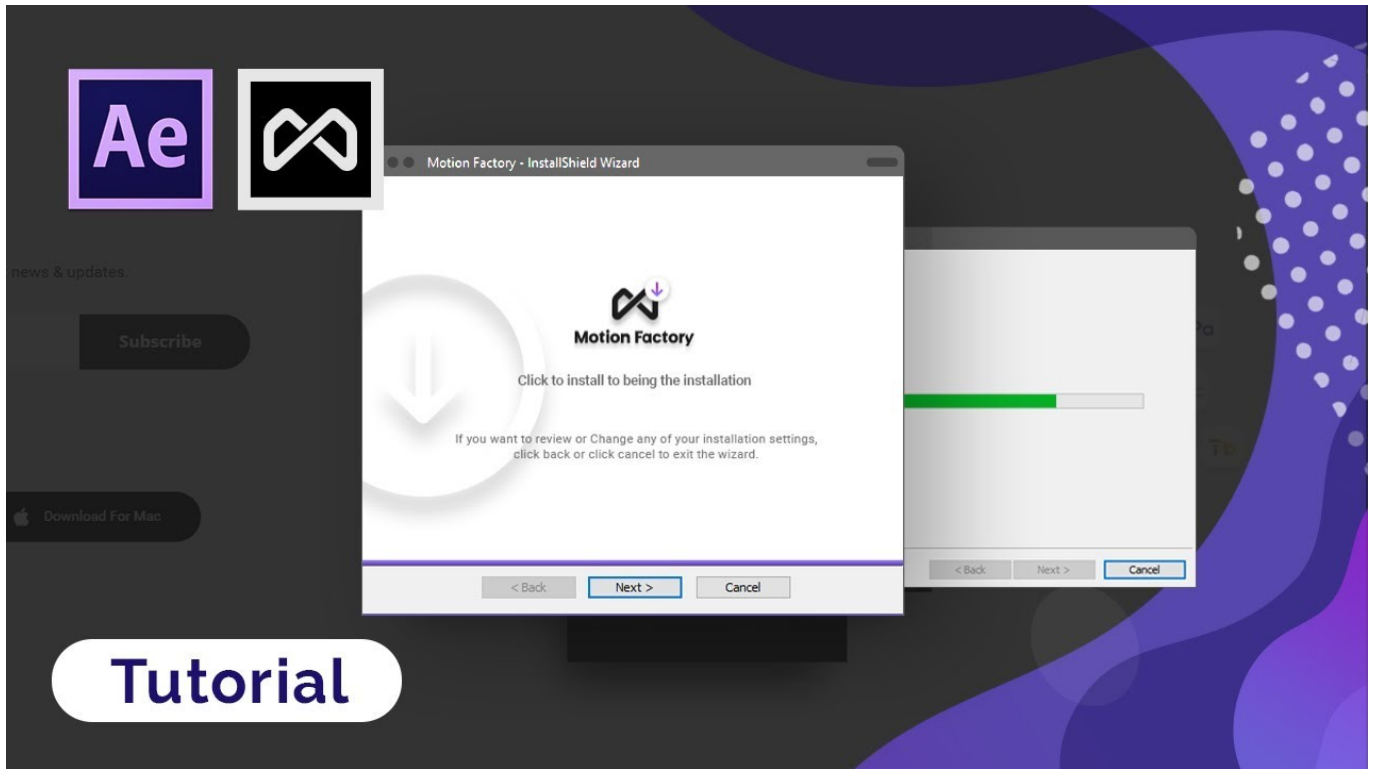 Ae
Motion Factory - InstallShield Wizard
news & updates.
Subscribe
Motion Factory
Click to install to being the installation
If you want to review or Change any of your installation settings,
click back or click cancel to exit the wizard.
Download For Mac
< Back Next > Cancel
< Back Next > Cancel
Tutorial